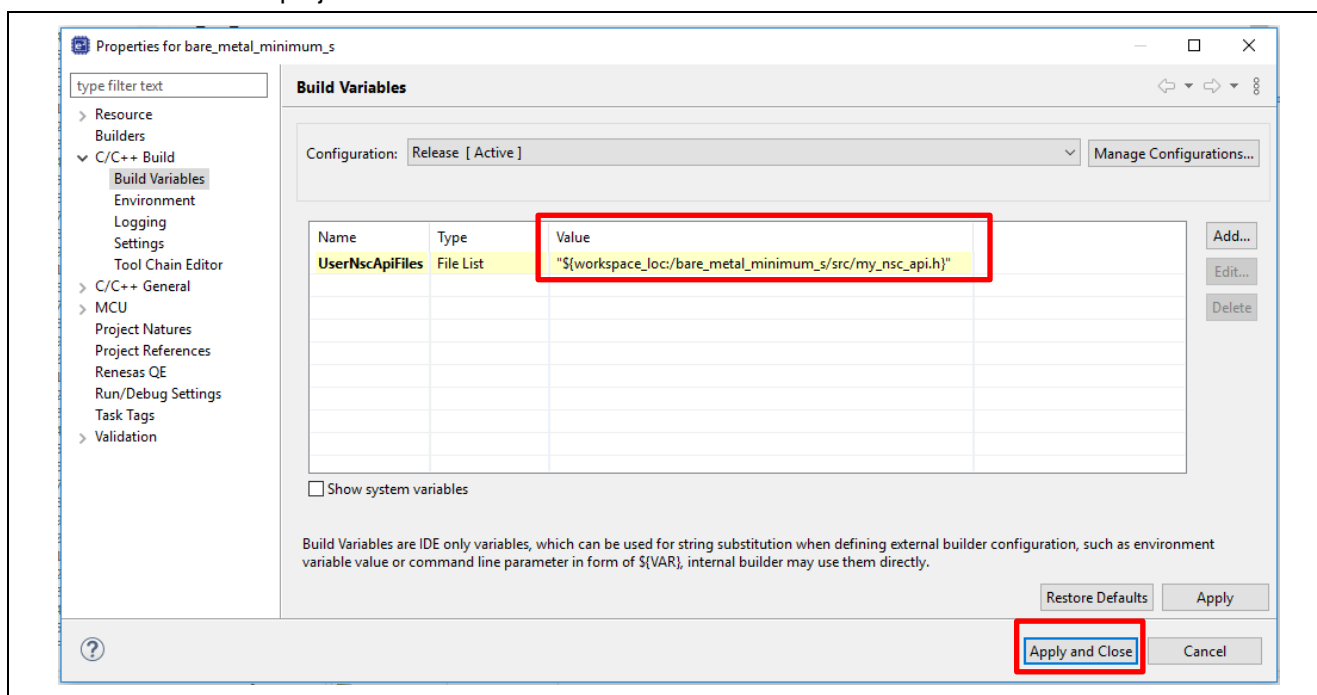 Properties for bare_metal_minimum_s
type filter text
Build Variables
Resource
Builders
C/C++ Build
Build Variables
Environment
Logging
Settings
Tool Chain Editor
C/C++ General
MCU
Project Natures
Project References
Renesas QE
Run/Debug Settings
Task Tags
Validation
Configuration: Release [ Active ] Manage Configurations...
Name Type Value
UserNscApiFiles File List "${workspace_loc:/bare_metal_minimum_s/src/my_nsc_api.h}"
Add...
Edit...
Delete
Show system variables
Build Variables are IDE only variables, which can be used for string substitution when defining external builder configuration, such as environment
variable value or command line parameter in form of ${VAR}, internal builder may use them directly.
Restore Defaults Apply
Apply and Close Cancel